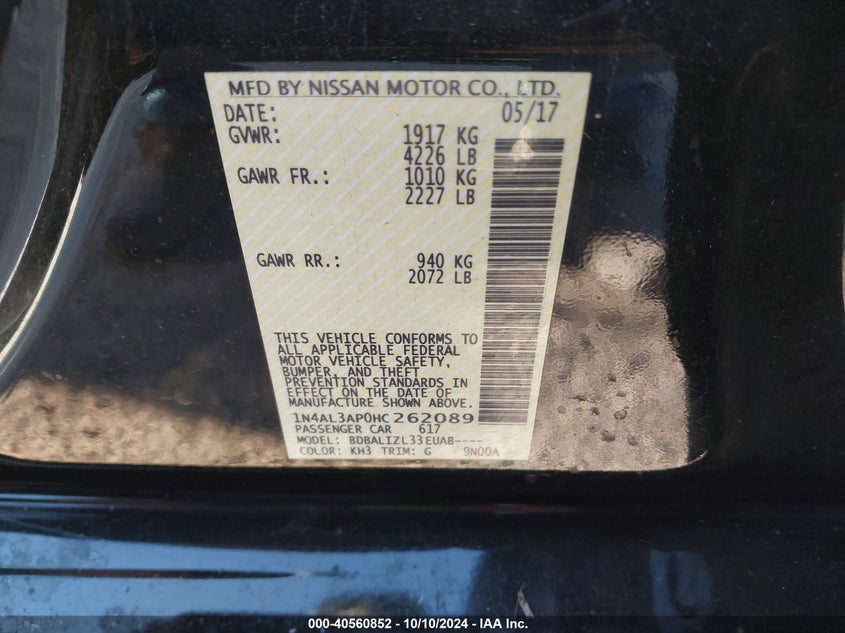 MFD BY NISSAN MOTOR CO., LTD.
DATE: 05/17
GVWR: 1917 KG
4226 LB
GAWR FR.: 1010 KG
2227 LB
GAWR RR.: 940 KG
2072 LB
THIS VEHICLE CONFORMS TO
ALL APPLICABLE FEDERAL
MOTOR VEHICLE SAFETY,
BUMPER, AND THEFT
PREVENTION STANDARDS IN
EFFECT ON THE DATE OF
MANUFACTURE SHOWN ABOVE.
1N4AL3AP0HC262089
PASSENGER CAR 617
MODEL: BDBALIZL33EUAB----
COLOR: KH3 TRIM: G 9N00A
000-40560852 - 10/10/2024 - IAA Inc.